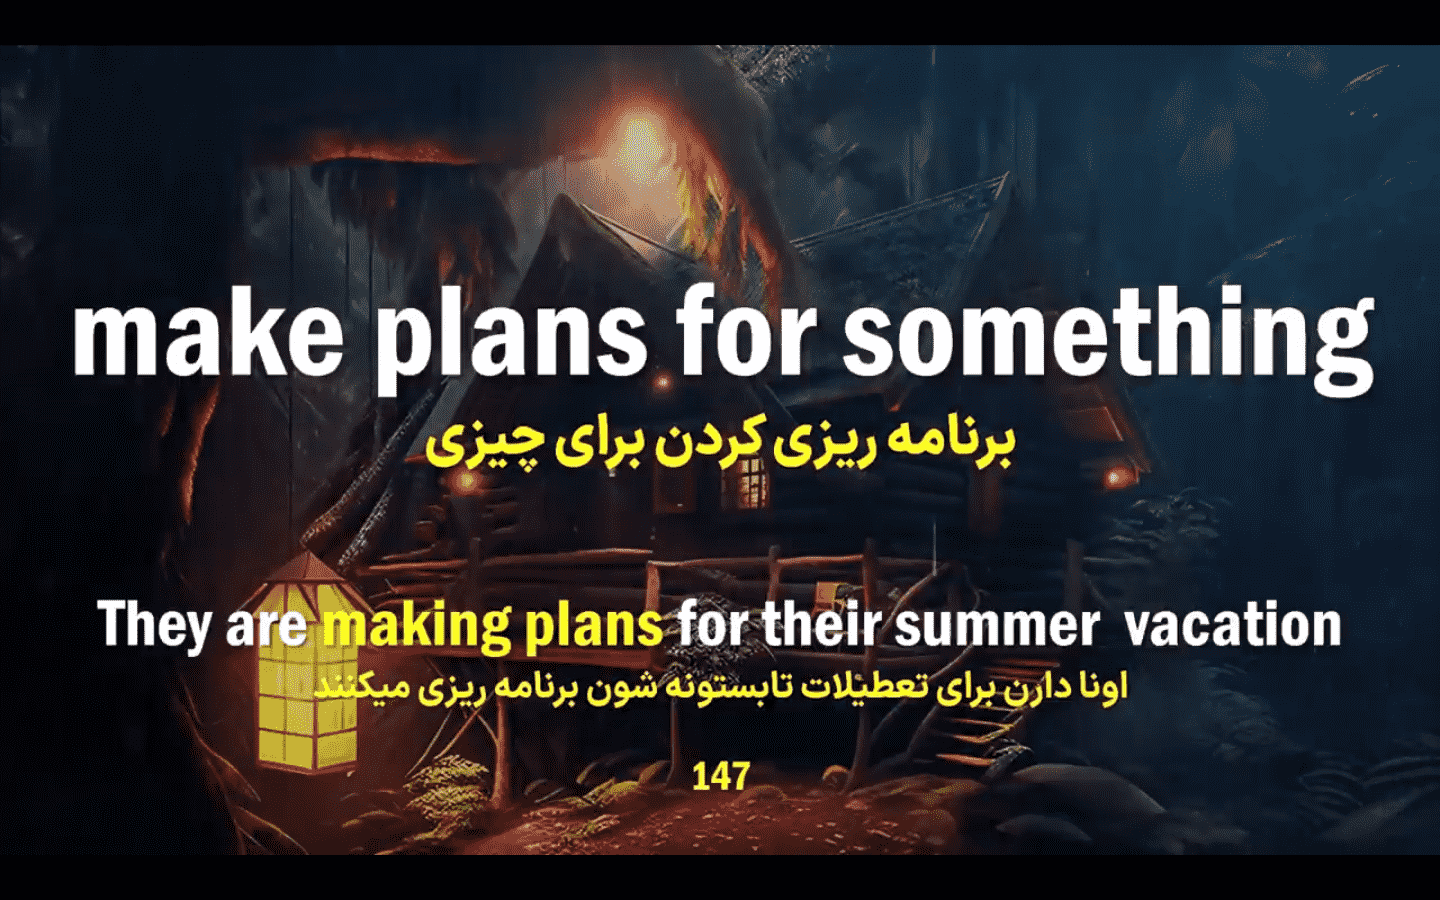 make plans for something
برنامه ریزی کردن برای چیزی
They are making plans for their summer vacation
اونا دارن برای تعطیلات تابستونه شون برنامه ریزی میکنند
147